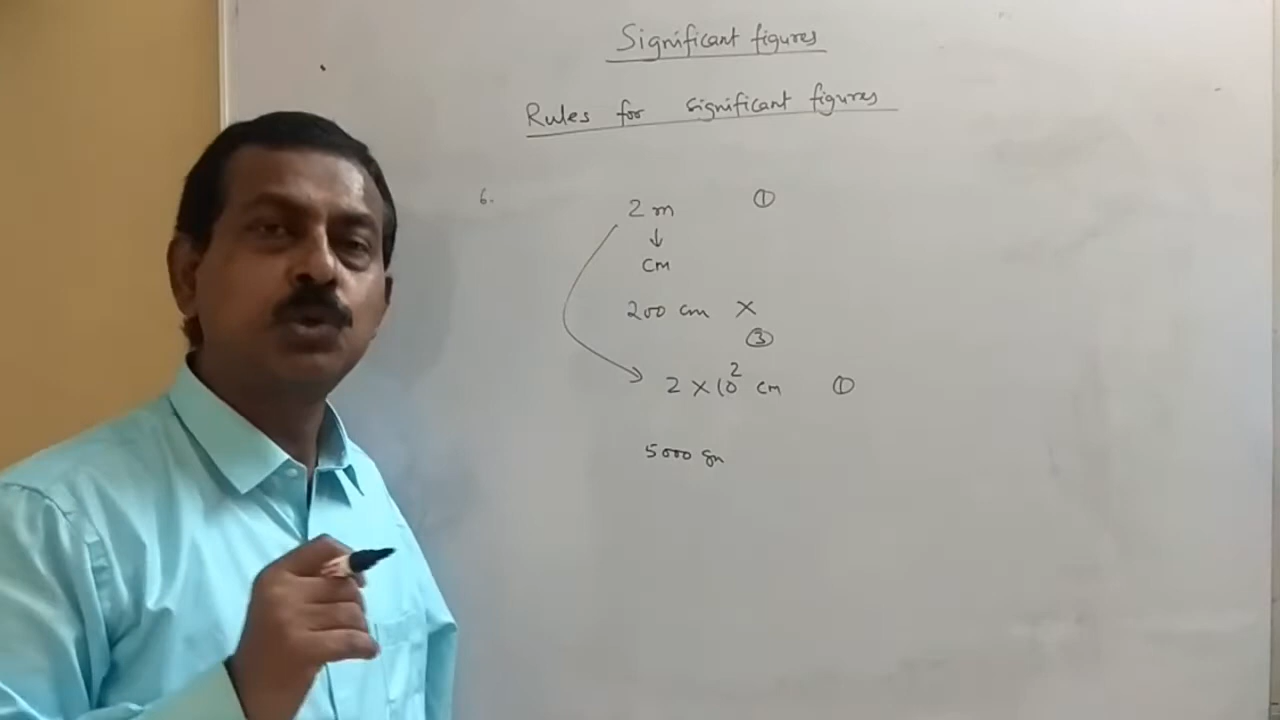 Significant figures
Rules for significant figures
6. 2 m ①
↓
cm
200 cm ×
③
2 × 10² cm ①
5000 gm